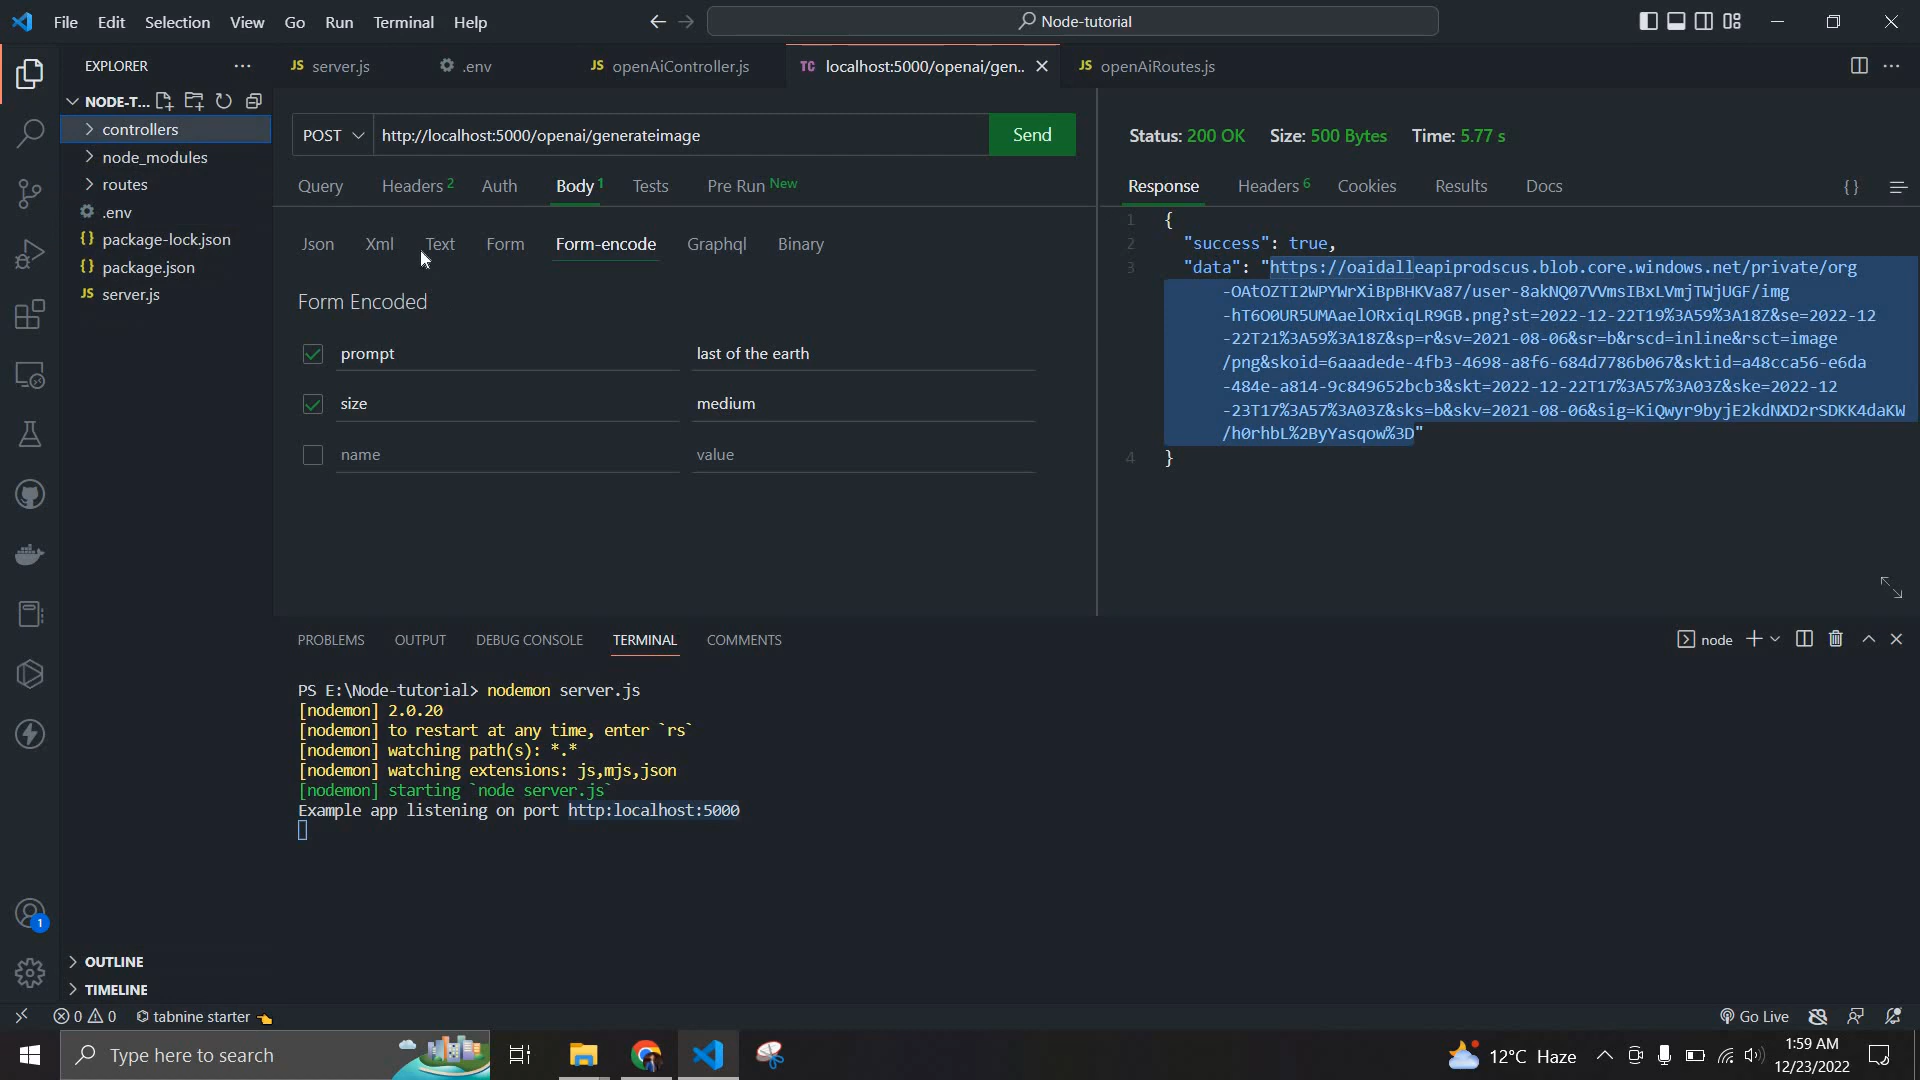 File Edit Selection View Go Run Terminal Help
Node-tutorial
EXPLORER
JS server.js
.env
JS openAiController.js
TC localhost:5000/openai/gen..
JS openAiRoutes.js
NODE-T...
controllers
node_modules
routes
.env
{} package-lock.json
{} package.json
JS server.js
POST
http://localhost:5000/openai/generateimage
Send
Query Headers 2 Auth Body 1 Tests Pre Run New
Json Xml Text Form Form-encode Graphql Binary
Form Encoded
prompt last of the earth
size medium
name value
Status: 200 OK Size: 500 Bytes Time: 5.77 s
Response Headers 6 Cookies Results Docs {}
1 {
2 "success": true,
3 "data": "https://oaidalleapiprodscus.blob.core.windows.net/private/org
-OAtOZTI2WPYWrXiBpBHKVa87/user-8akNQ07VVmsIBxLVmjTWjUGF/img
-hT6O0UR5UMAaelORxiqLR9GB.png?st=2022-12-22T19%3A59%3A18Z&se=2022-12
-22T21%3A59%3A18Z&sp=r&sv=2021-08-06&sr=b&rscd=inline&rsct=image
/png&skoid=6aaadede-4fb3-4698-a8f6-684d7786b067&sktid=a48cca56-e6da
-484e-a814-9c849652bcb3&skt=2022-12-22T17%3A57%3A03Z&ske=2022-12
-23T17%3A57%3A03Z&sks=b&skv=2021-08-06&sig=KiQwyr9byjE2kdNXD2rSDKK4daKW
/h0rhbL%2ByYasqow%3D"
4 }
PROBLEMS OUTPUT DEBUG CONSOLE TERMINAL COMMENTS
node
PS E:\Node-tutorial> nodemon server.js
[nodemon] 2.0.20
[nodemon] to restart at any time, enter `rs`
[nodemon] watching path(s): *.*
[nodemon] watching extensions: js,mjs,json
[nodemon] starting `node server.js`
Example app listening on port http:localhost:5000
1
OUTLINE
TIMELINE
0 0 tabnine starter
Go Live
Type here to search
12°C Haze
1:59 AM
12/23/2022